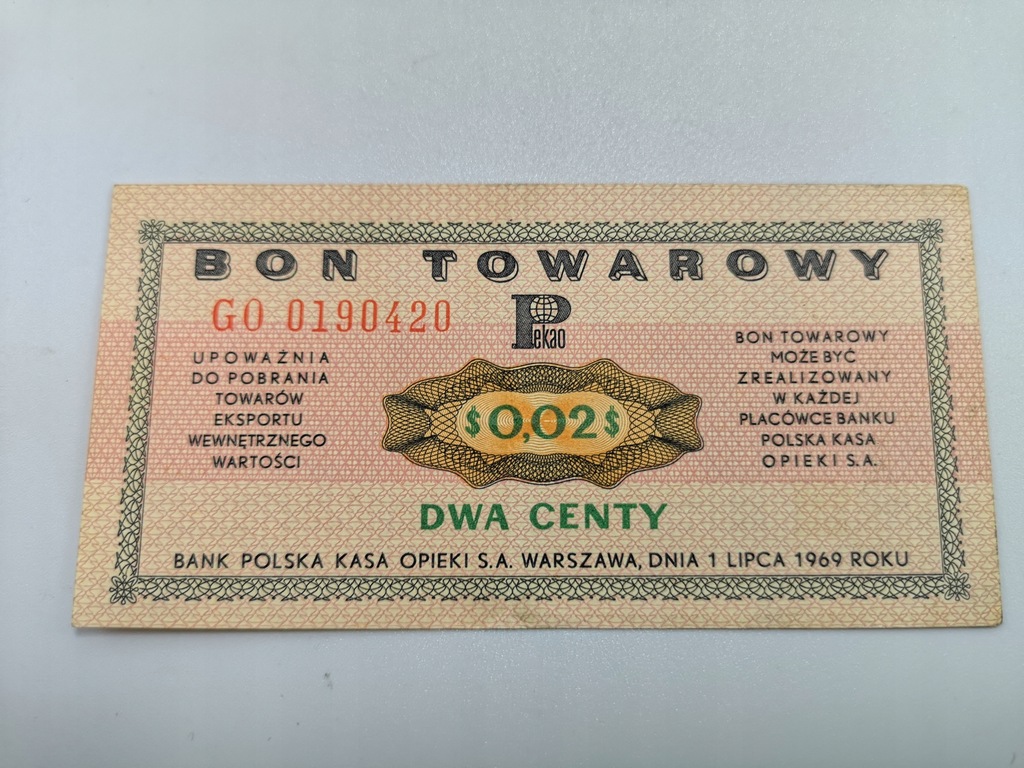 BON TOWAROWY
GO 0190420
Pekao
UPOWAŻNIA
DO POBRANIA
TOWARÓW
EKSPORTU
WEWNĘTRZNEGO
WARTOŚCI
$0,02$
BON TOWAROWY
MOŻE BYĆ
ZREALIZOWANY
W KAŻDEJ
PLACÓWCE BANKU
POLSKA KASA
OPIEKI S.A.
DWA CENTY
BANK POLSKA KASA OPIEKI S.A. WARSZAWA, DNIA 1 LIPCA 1969 ROKU